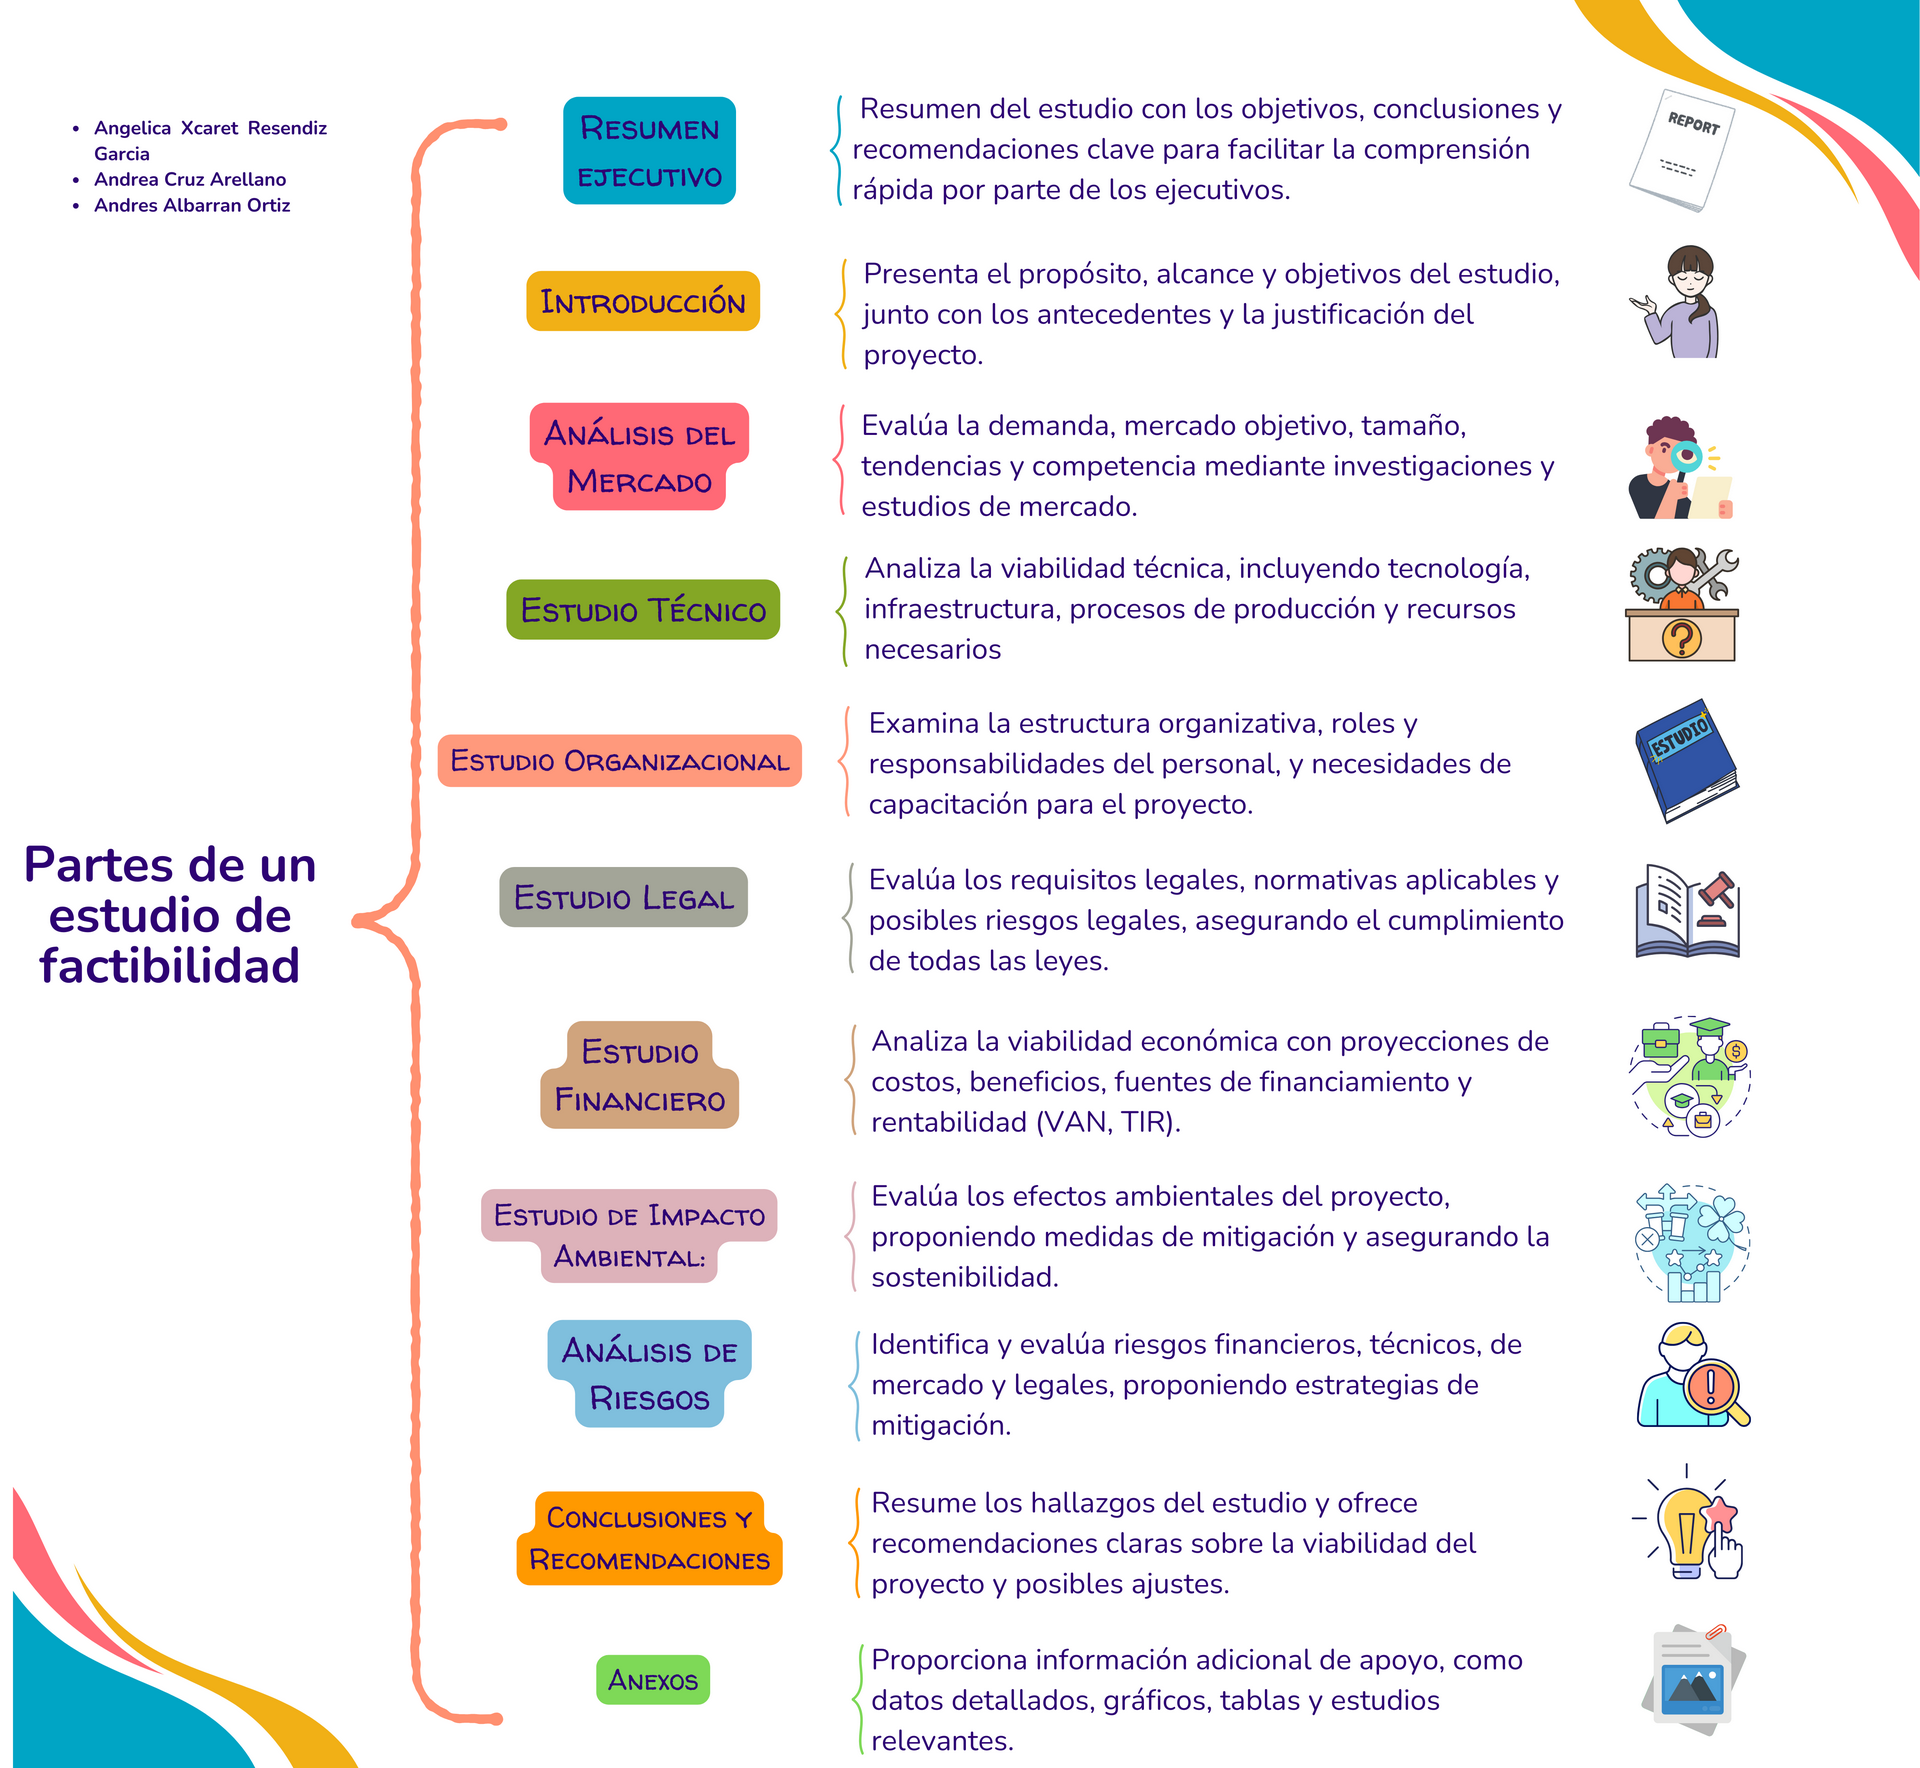 • Angelica Xcaret Resendiz
Garcia
• Andrea Cruz Arellano
• Andres Albarran Ortiz
Partes de un
estudio de
factibilidad
Resumen
ejecutivo
Resumen del estudio con los objetivos, conclusiones y
recomendaciones clave para facilitar la comprensión
rápida por parte de los ejecutivos.
REPORT
Introducción
Presenta el propósito, alcance y objetivos del estudio,
junto con los antecedentes y la justificación del
proyecto.
Análisis del
Mercado
Evalúa la demanda, mercado objetivo, tamaño,
tendencias y competencia mediante investigaciones y
estudios de mercado.
Estudio Técnico
Analiza la viabilidad técnica, incluyendo tecnología,
infraestructura, procesos de producción y recursos
necesarios
?
Estudio Organizacional
Examina la estructura organizativa, roles y
responsabilidades del personal, y necesidades de
capacitación para el proyecto.
ESTUDIO
Estudio Legal
Evalúa los requisitos legales, normativas aplicables y
posibles riesgos legales, asegurando el cumplimiento
de todas las leyes.
Estudio
Financiero
Analiza la viabilidad económica con proyecciones de
costos, beneficios, fuentes de financiamiento y
rentabilidad (VAN, TIR).
$
Estudio de Impacto
Ambiental:
Evalúa los efectos ambientales del proyecto,
proponiendo medidas de mitigación y asegurando la
sostenibilidad.
Análisis de
Riesgos
Identifica y evalúa riesgos financieros, técnicos, de
mercado y legales, proponiendo estrategias de
mitigación.
!
Conclusiones y
Recomendaciones
Resume los hallazgos del estudio y ofrece
recomendaciones claras sobre la viabilidad del
proyecto y posibles ajustes.
Anexos
Proporciona información adicional de apoyo, como
datos detallados, gráficos, tablas y estudios
relevantes.